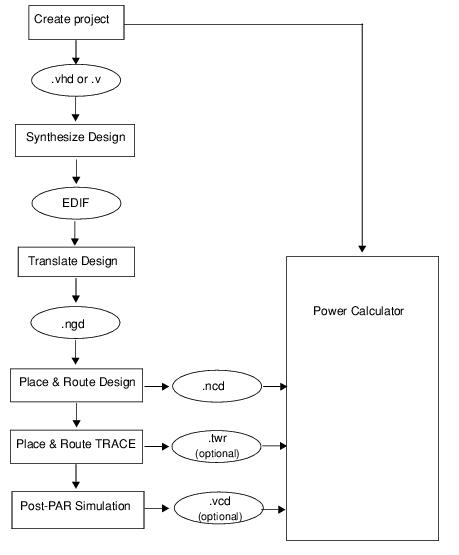 Create project
.vhd or .v
Synthesize Design
EDIF
Translate Design
Power Calculator
.ngd
Place & Route Design
.ncd
Place & Route TRACE
.twr
(optional)
Post-PAR Simulation
.vcd
(optional)